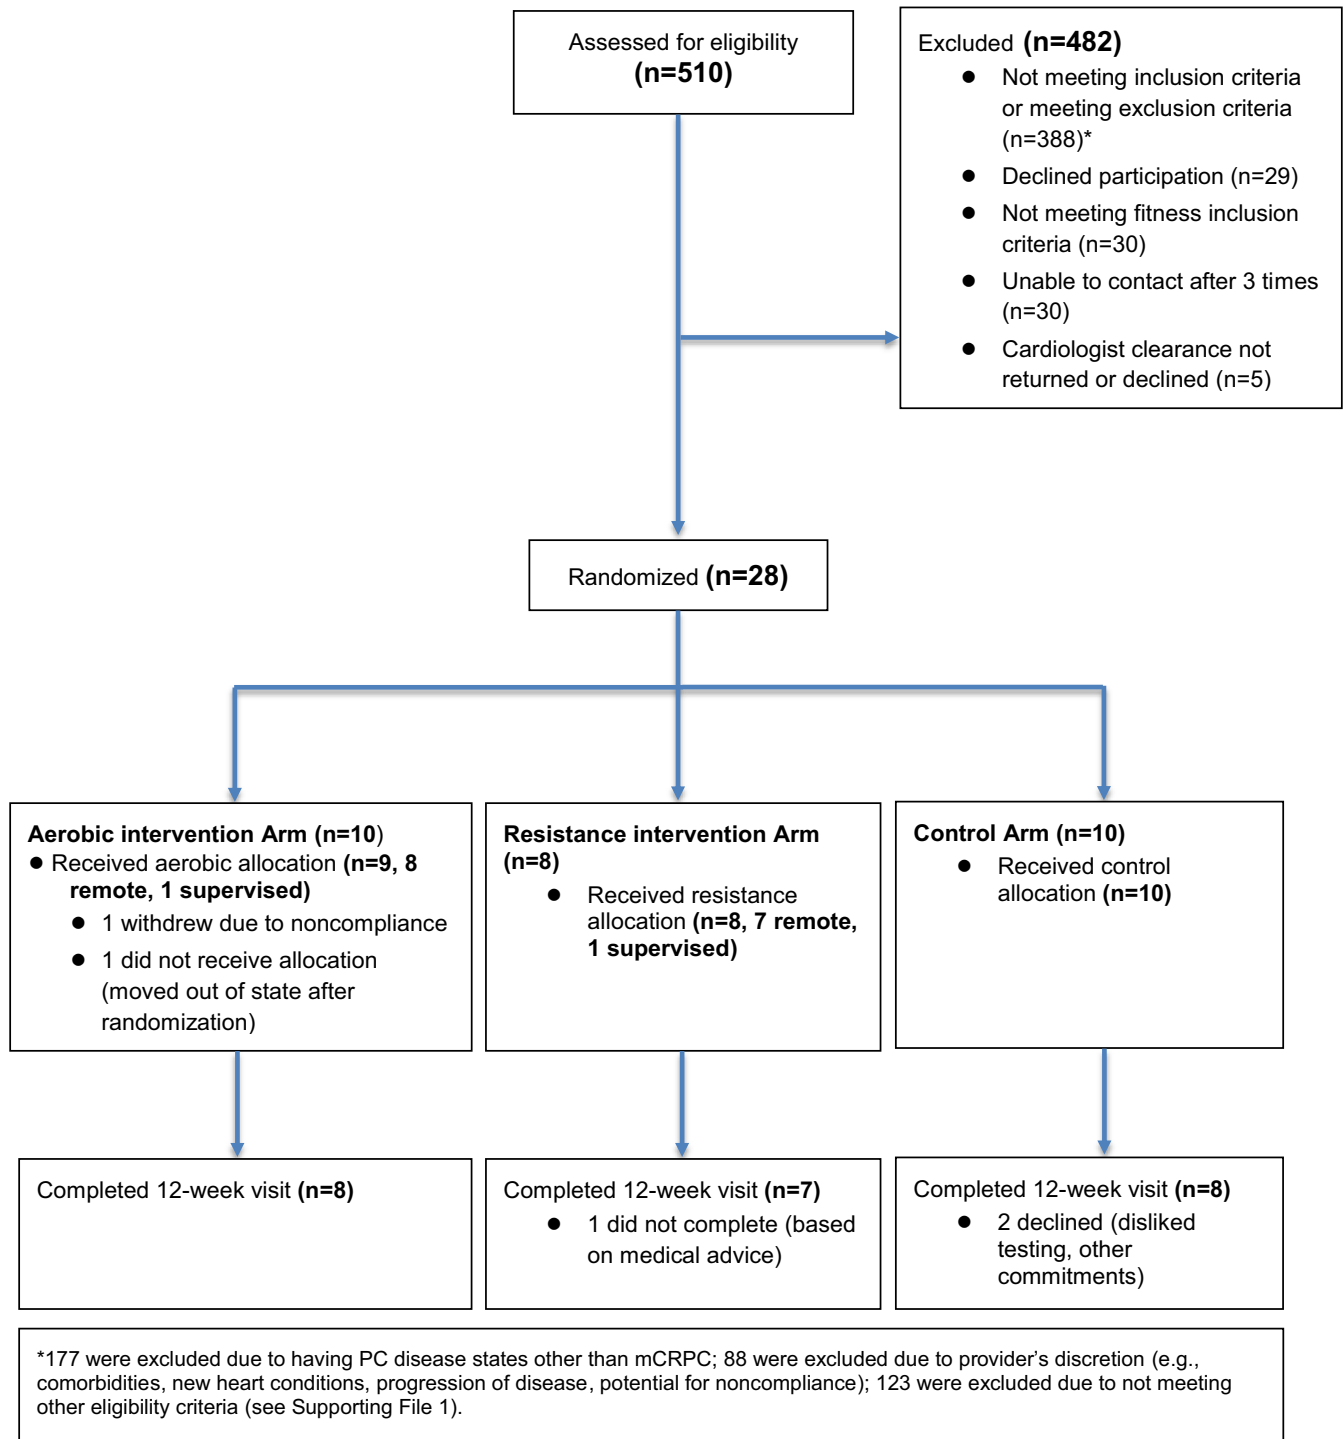 Assessed for eligibility
(n=510)
Excluded (n=482)
● Not meeting inclusion criteria
or meeting exclusion criteria
(n=388)*
● Declined participation (n=29)
● Not meeting fitness inclusion
criteria (n=30)
● Unable to contact after 3 times
(n=30)
● Cardiologist clearance not
returned or declined (n=5)
Randomized (n=28)
Aerobic intervention Arm (n=10)
● Received aerobic allocation (n=9, 8
remote, 1 supervised)
● 1 withdrew due to noncompliance
● 1 did not receive allocation
(moved out of state after
randomization)
Resistance intervention Arm
(n=8)
● Received resistance
allocation (n=8, 7 remote,
1 supervised)
Control Arm (n=10)
● Received control
allocation (n=10)
Completed 12-week visit (n=8)
Completed 12-week visit (n=7)
● 1 did not complete (based
on medical advice)
Completed 12-week visit (n=8)
● 2 declined (disliked
testing, other
commitments)
*177 were excluded due to having PC disease states other than mCRPC; 88 were excluded due to provider’s discretion (e.g.,
comorbidities, new heart conditions, progression of disease, potential for noncompliance); 123 were excluded due to not meeting
other eligibility criteria (see Supporting File 1).